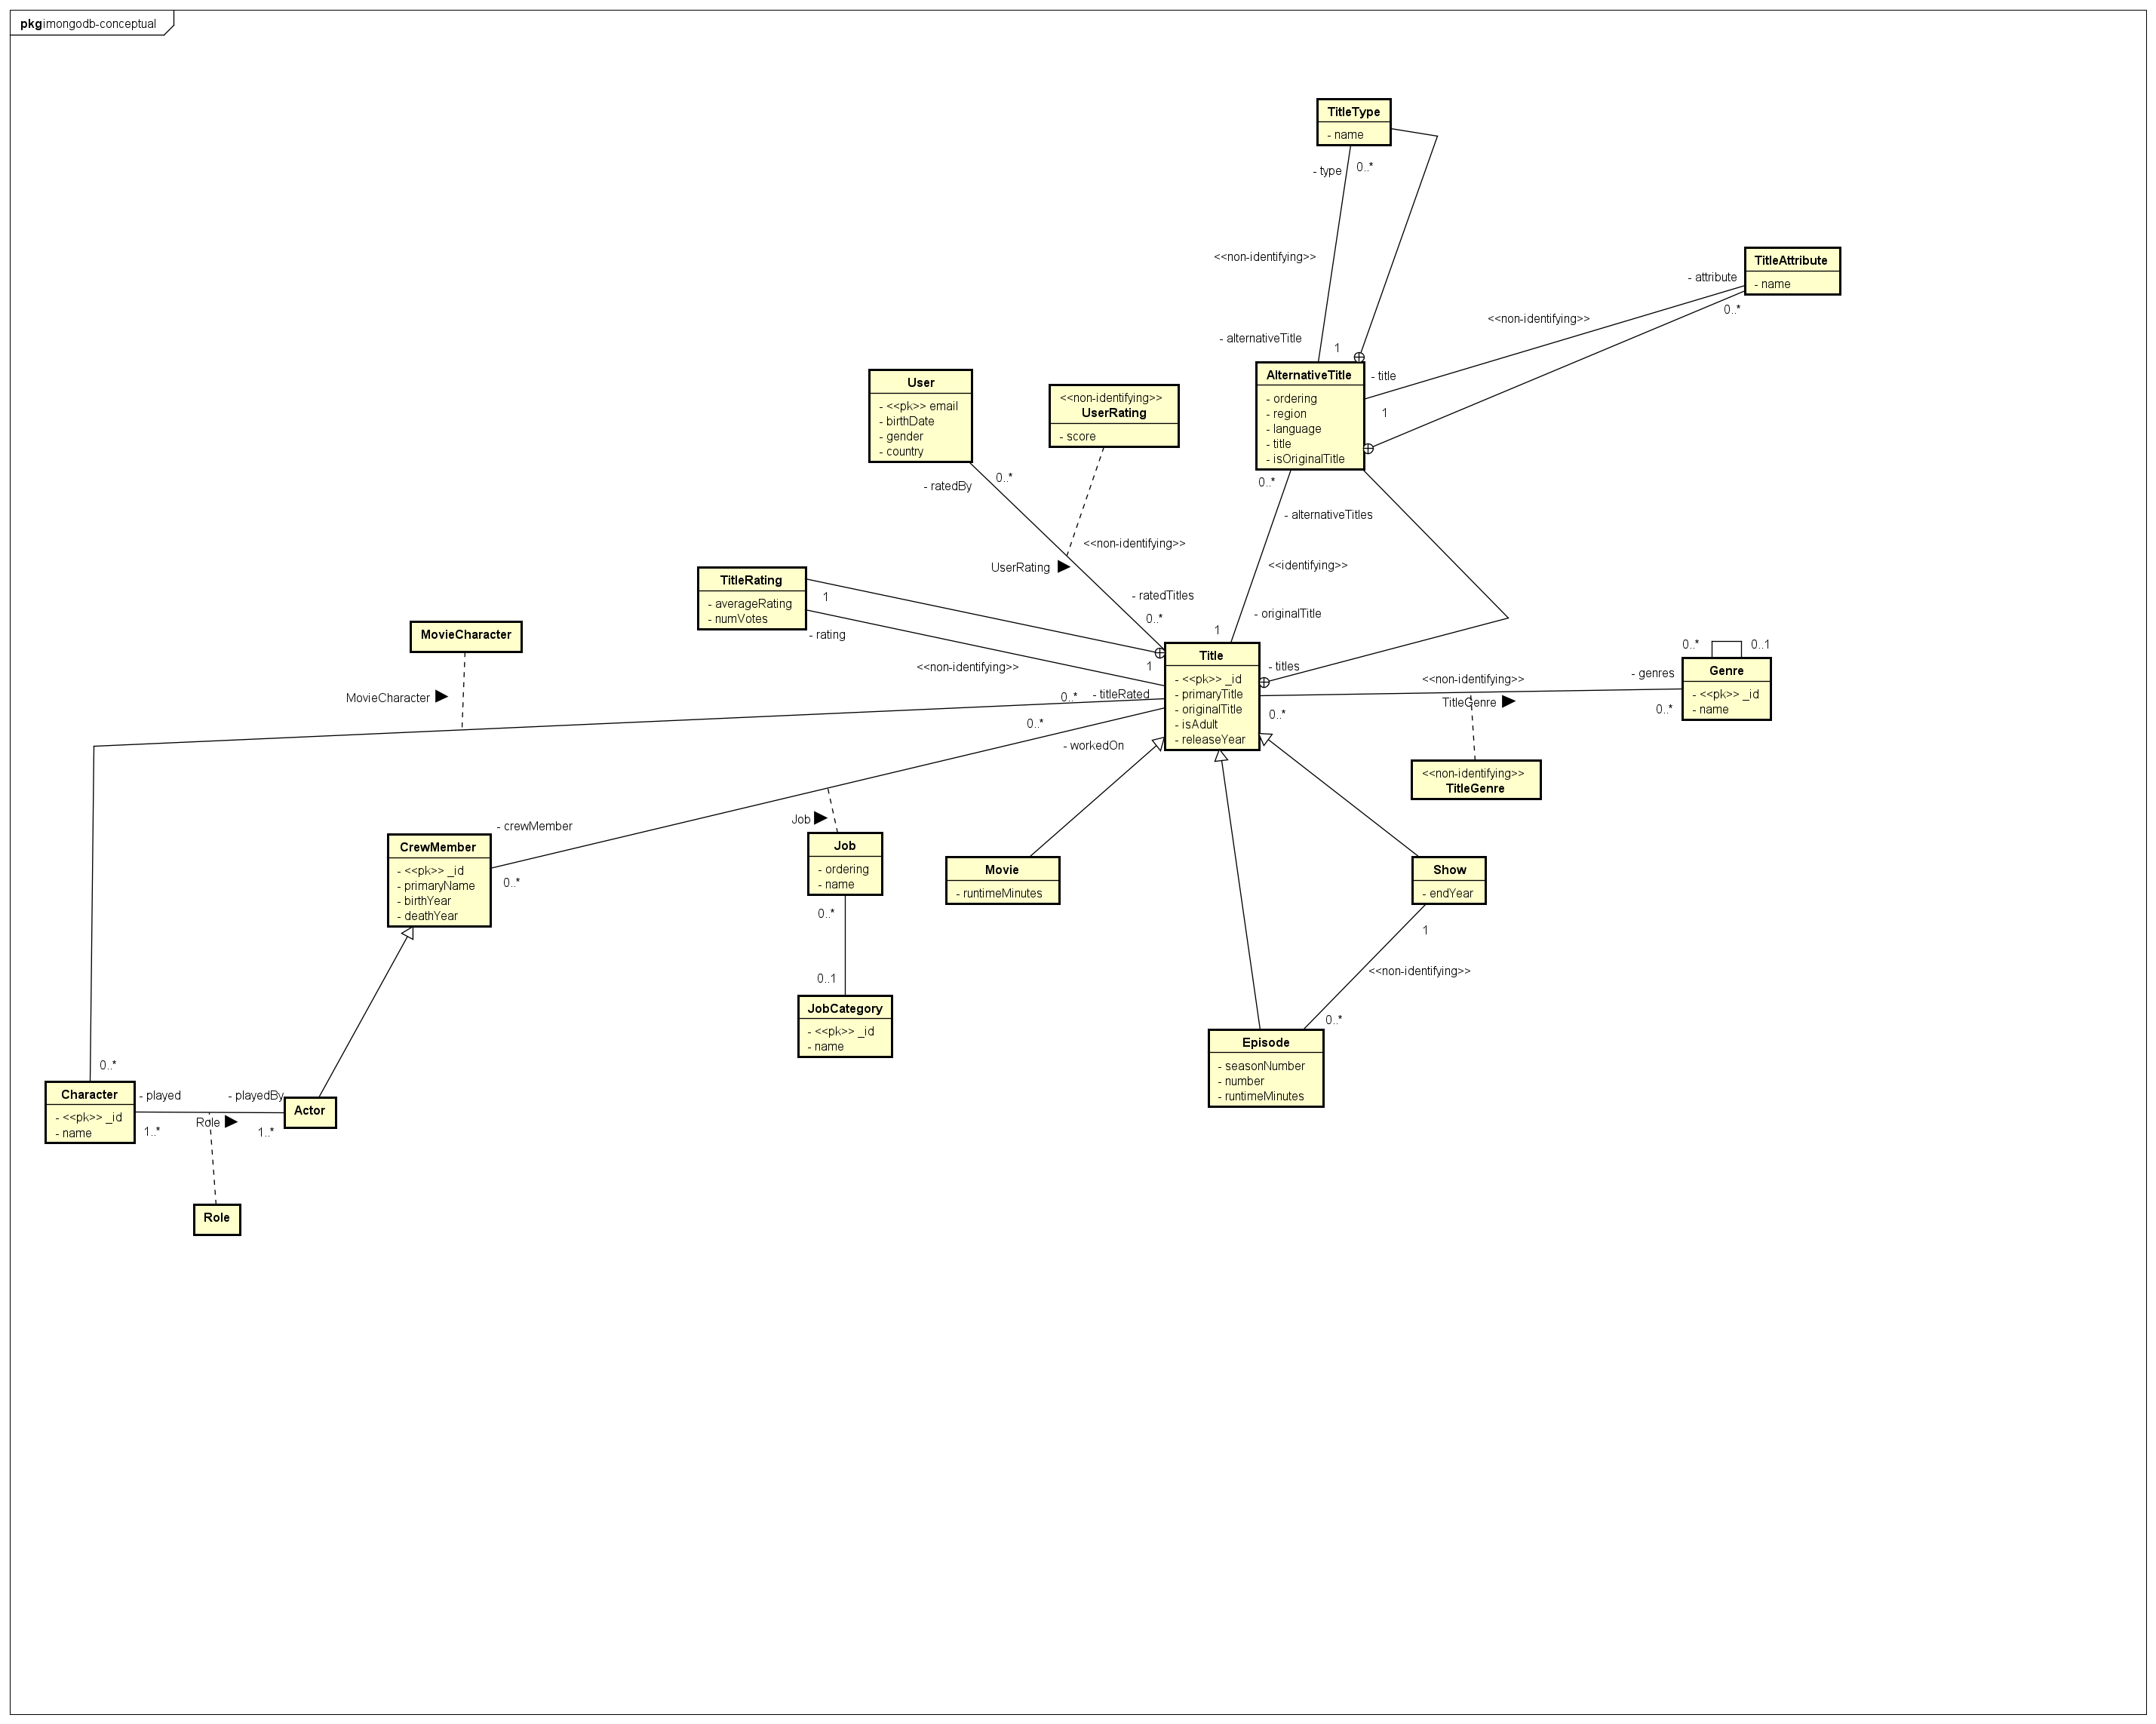 pkg imongodb-conceptual
TitleType
- name
- type
0..*
<<non-identifying>>
- alternativeTitle
1
TitleAttribute
- name
- attribute
0..*
<<non-identifying>>
- title
1
AlternativeTitle
- ordering
- region
- language
- title
- isOriginalTitle
0..*
- alternativeTitles
<<identifying>>
- originalTitle
1
User
- <<pk>> email
- birthDate
- gender
- country
0..*
- ratedBy
<<non-identifying>>
UserRating
- score
<<non-identifying>>
UserRating
- ratedTitles
0..*
TitleRating
- averageRating
- numVotes
1
- rating
<<non-identifying>>
1
- titleRated
MovieCharacter
MovieCharacter
0..*
Title
- <<pk>> _id
- primaryTitle
- originalTitle
- isAdult
- releaseYear
- titles
0..*
<<non-identifying>>
TitleGenre
- genres
0..*
0..*
0..1
Genre
- <<pk>> _id
- name
<<non-identifying>>
TitleGenre
0..*
- workedOn
- crewMember
0..*
CrewMember
- <<pk>> _id
- primaryName
- birthYear
- deathYear
Job
Job
- ordering
- name
0..*
0..1
JobCategory
- <<pk>> _id
- name
Movie
- runtimeMinutes
Show
- endYear
1
<<non-identifying>>
0..*
Episode
- seasonNumber
- number
- runtimeMinutes
0..*
Character
- <<pk>> _id
- name
- played
1..*
- playedBy
1..*
Role
Actor
Role